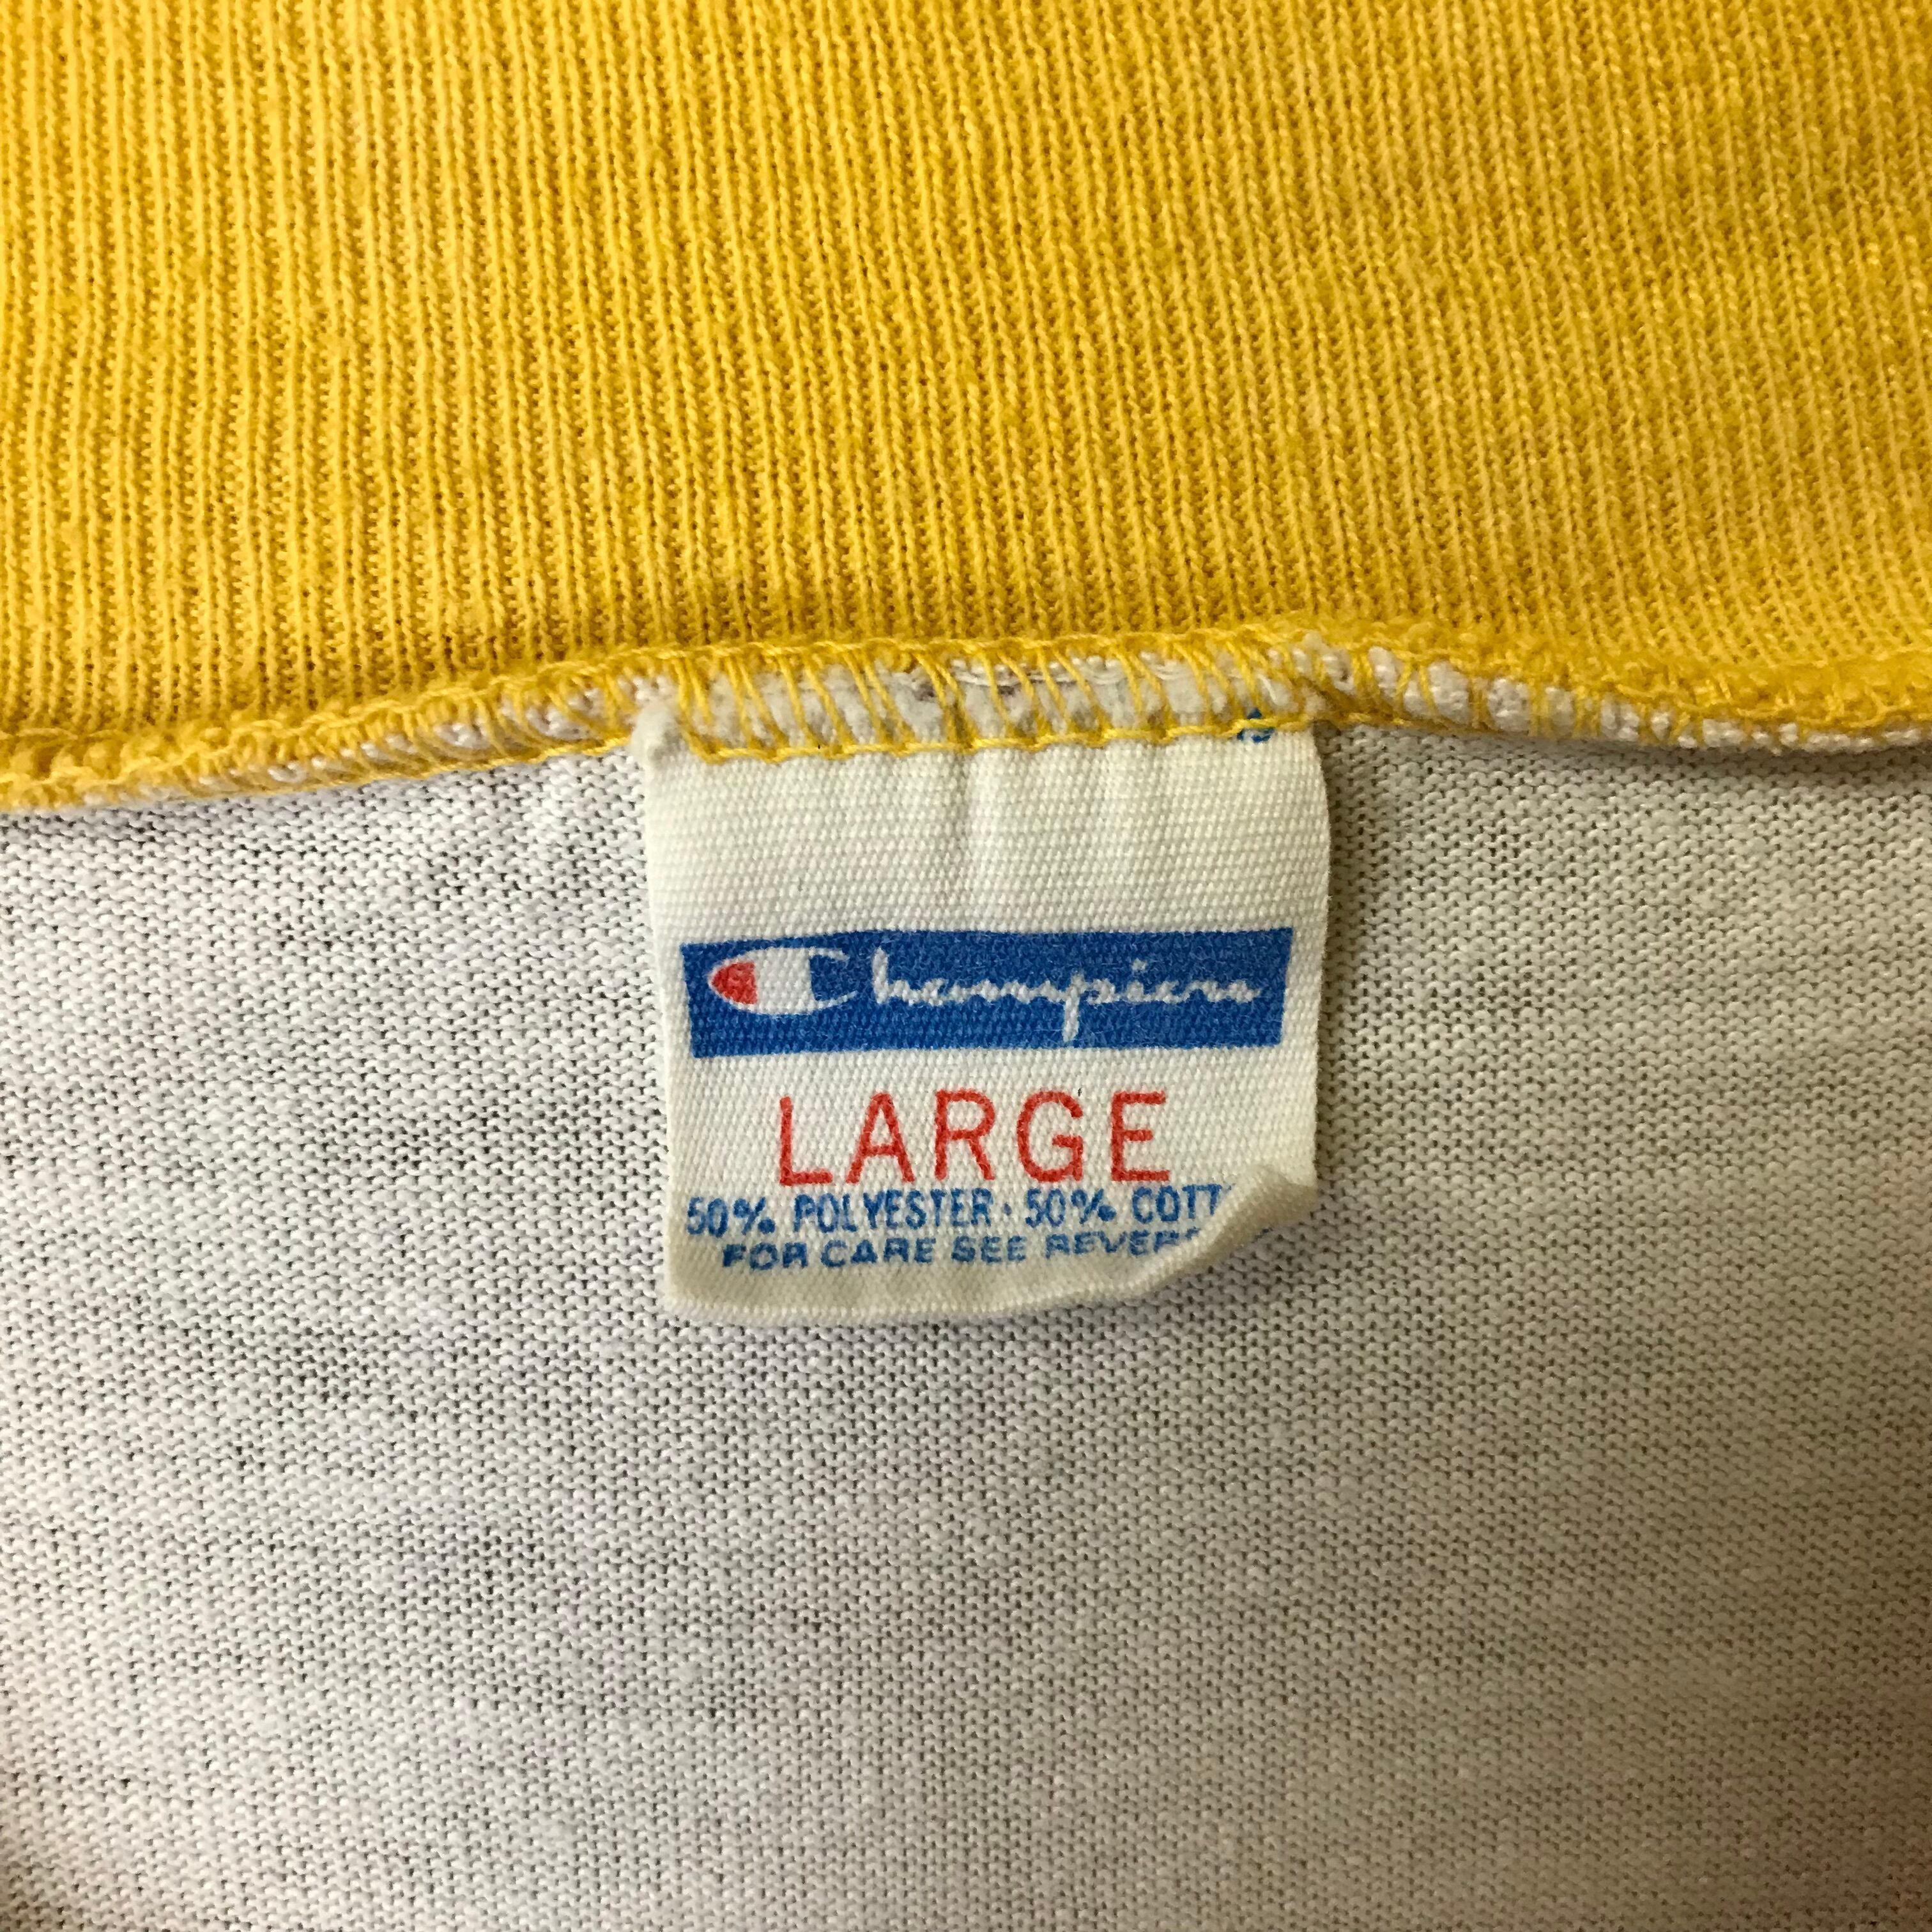 Champion
LARGE
50% POLYESTER · 50% COTT
FOR CARE SEE REVER